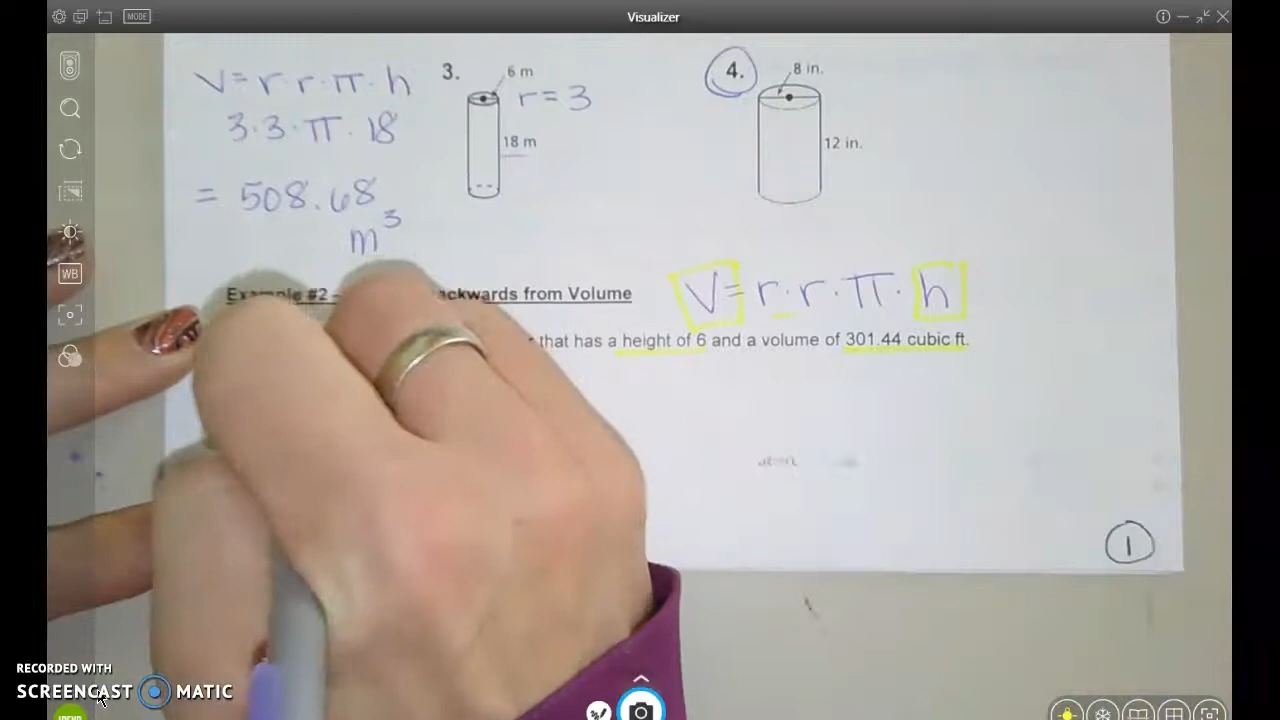 Visualizer
MODE
WB
V=r·r·π·h
3·3·π·18
= 508.68
m³
3.
6 m
r=3
18 m
4.
8 in.
12 in.
Example #2 - ackwards from Volume
V= r·r·π·h
that has a height of 6 and a volume of 301.44 cubic ft.
1
RECORDED WITH
SCREENCAST MATIC